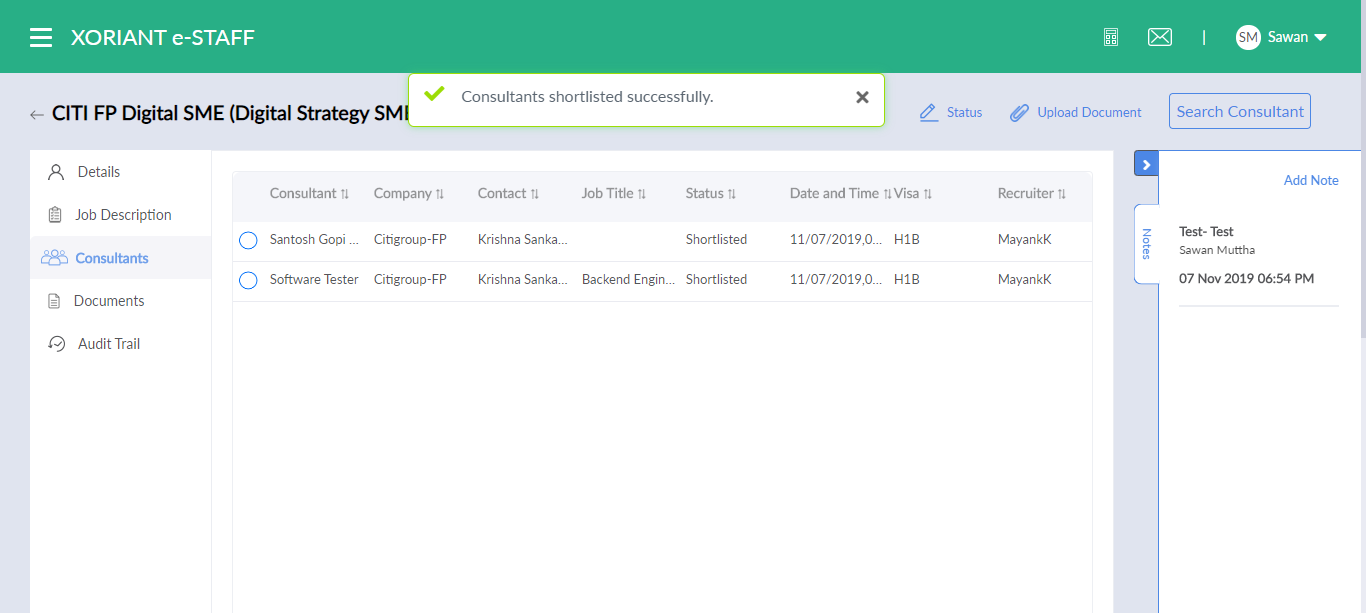 XORIANT e-STAFF
|
SM Sawan
Consultants shortlisted successfully.
CITI FP Digital SME (Digital Strategy SME
Status
Upload Document
Search Consultant
Details
Job Description
Consultants
Documents
Audit Trail
Consultant Company Contact Job Title Status Date and Time Visa Recruiter
Santosh Gopi ... Citigroup-FP Krishna Sanka... Shortlisted 11/07/2019,0... H1B MayankK
Software Tester Citigroup-FP Krishna Sanka... Backend Engin... Shortlisted 11/07/2019,0... H1B MayankK
Notes
Add Note
Test- Test
Sawan Muttha
07 Nov 2019 06:54 PM